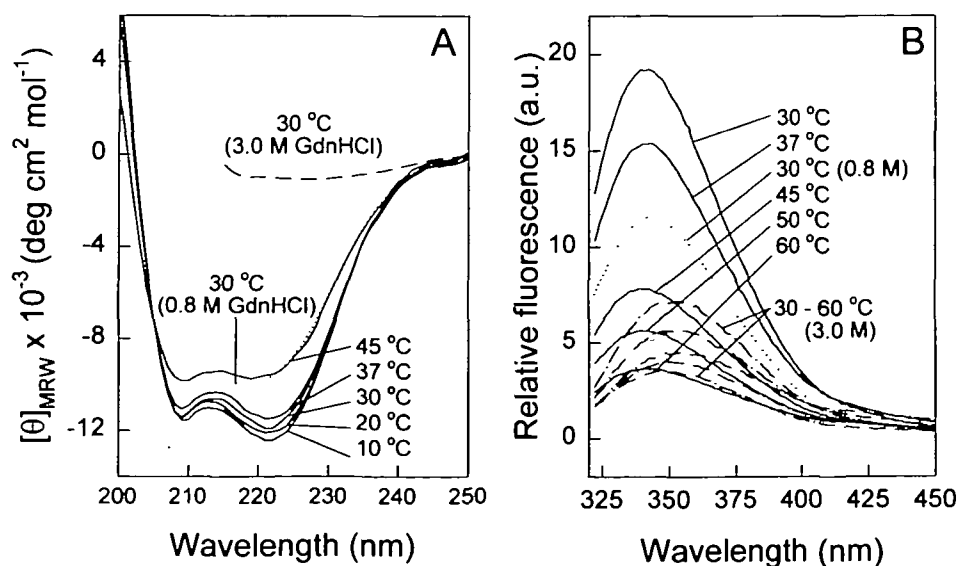 A
4
0
-4
-8
-12
[θ]MRW x 10-3 (deg cm2 mol-1)
30 °C
(3.0 M GdnHCl)
30 °C
(0.8 M GdnHCl)
45 °C
37 °C
30 °C
20 °C
10 °C
200 210 220 230 240 250
Wavelength (nm)
B
20
15
10
5
0
Relative fluorescence (a.u.)
30 °C
37 °C
30 °C (0.8 M)
45 °C
50 °C
60 °C
30 - 60 °C
(3.0 M)
325 350 375 400 425 450
Wavelength (nm)